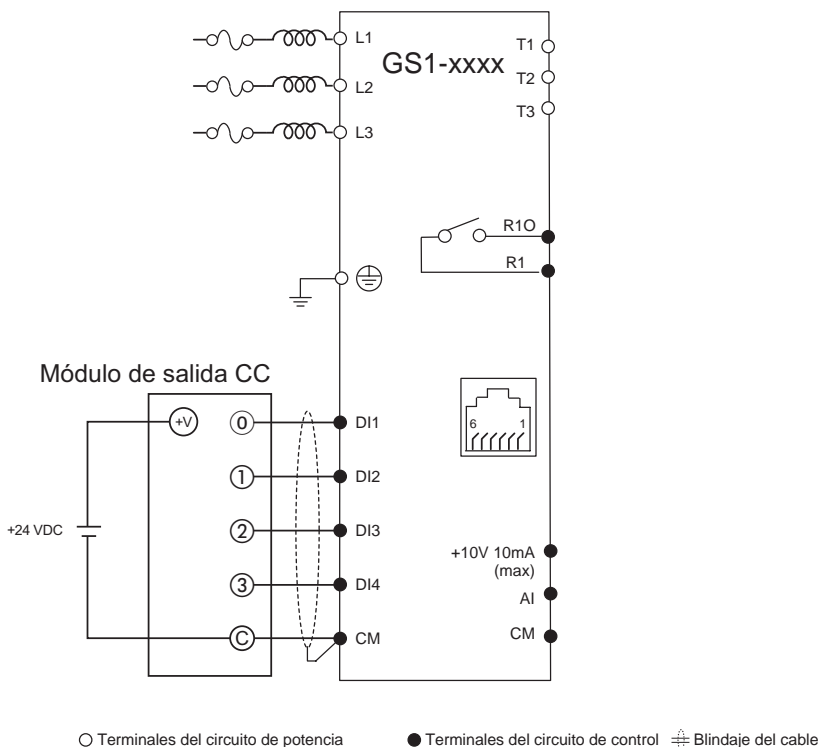 L1
L2
L3
GS1-xxxx
T1
T2
T3
R1O
R1
Módulo de salida CC
+V
0
DI1
1
DI2
+24 VDC
2
DI3
3
DI4
C
CM
6 1
+10V 10mA
(max)
AI
CM
Terminales del circuito de potencia
Terminales del circuito de control
Blindaje del cable